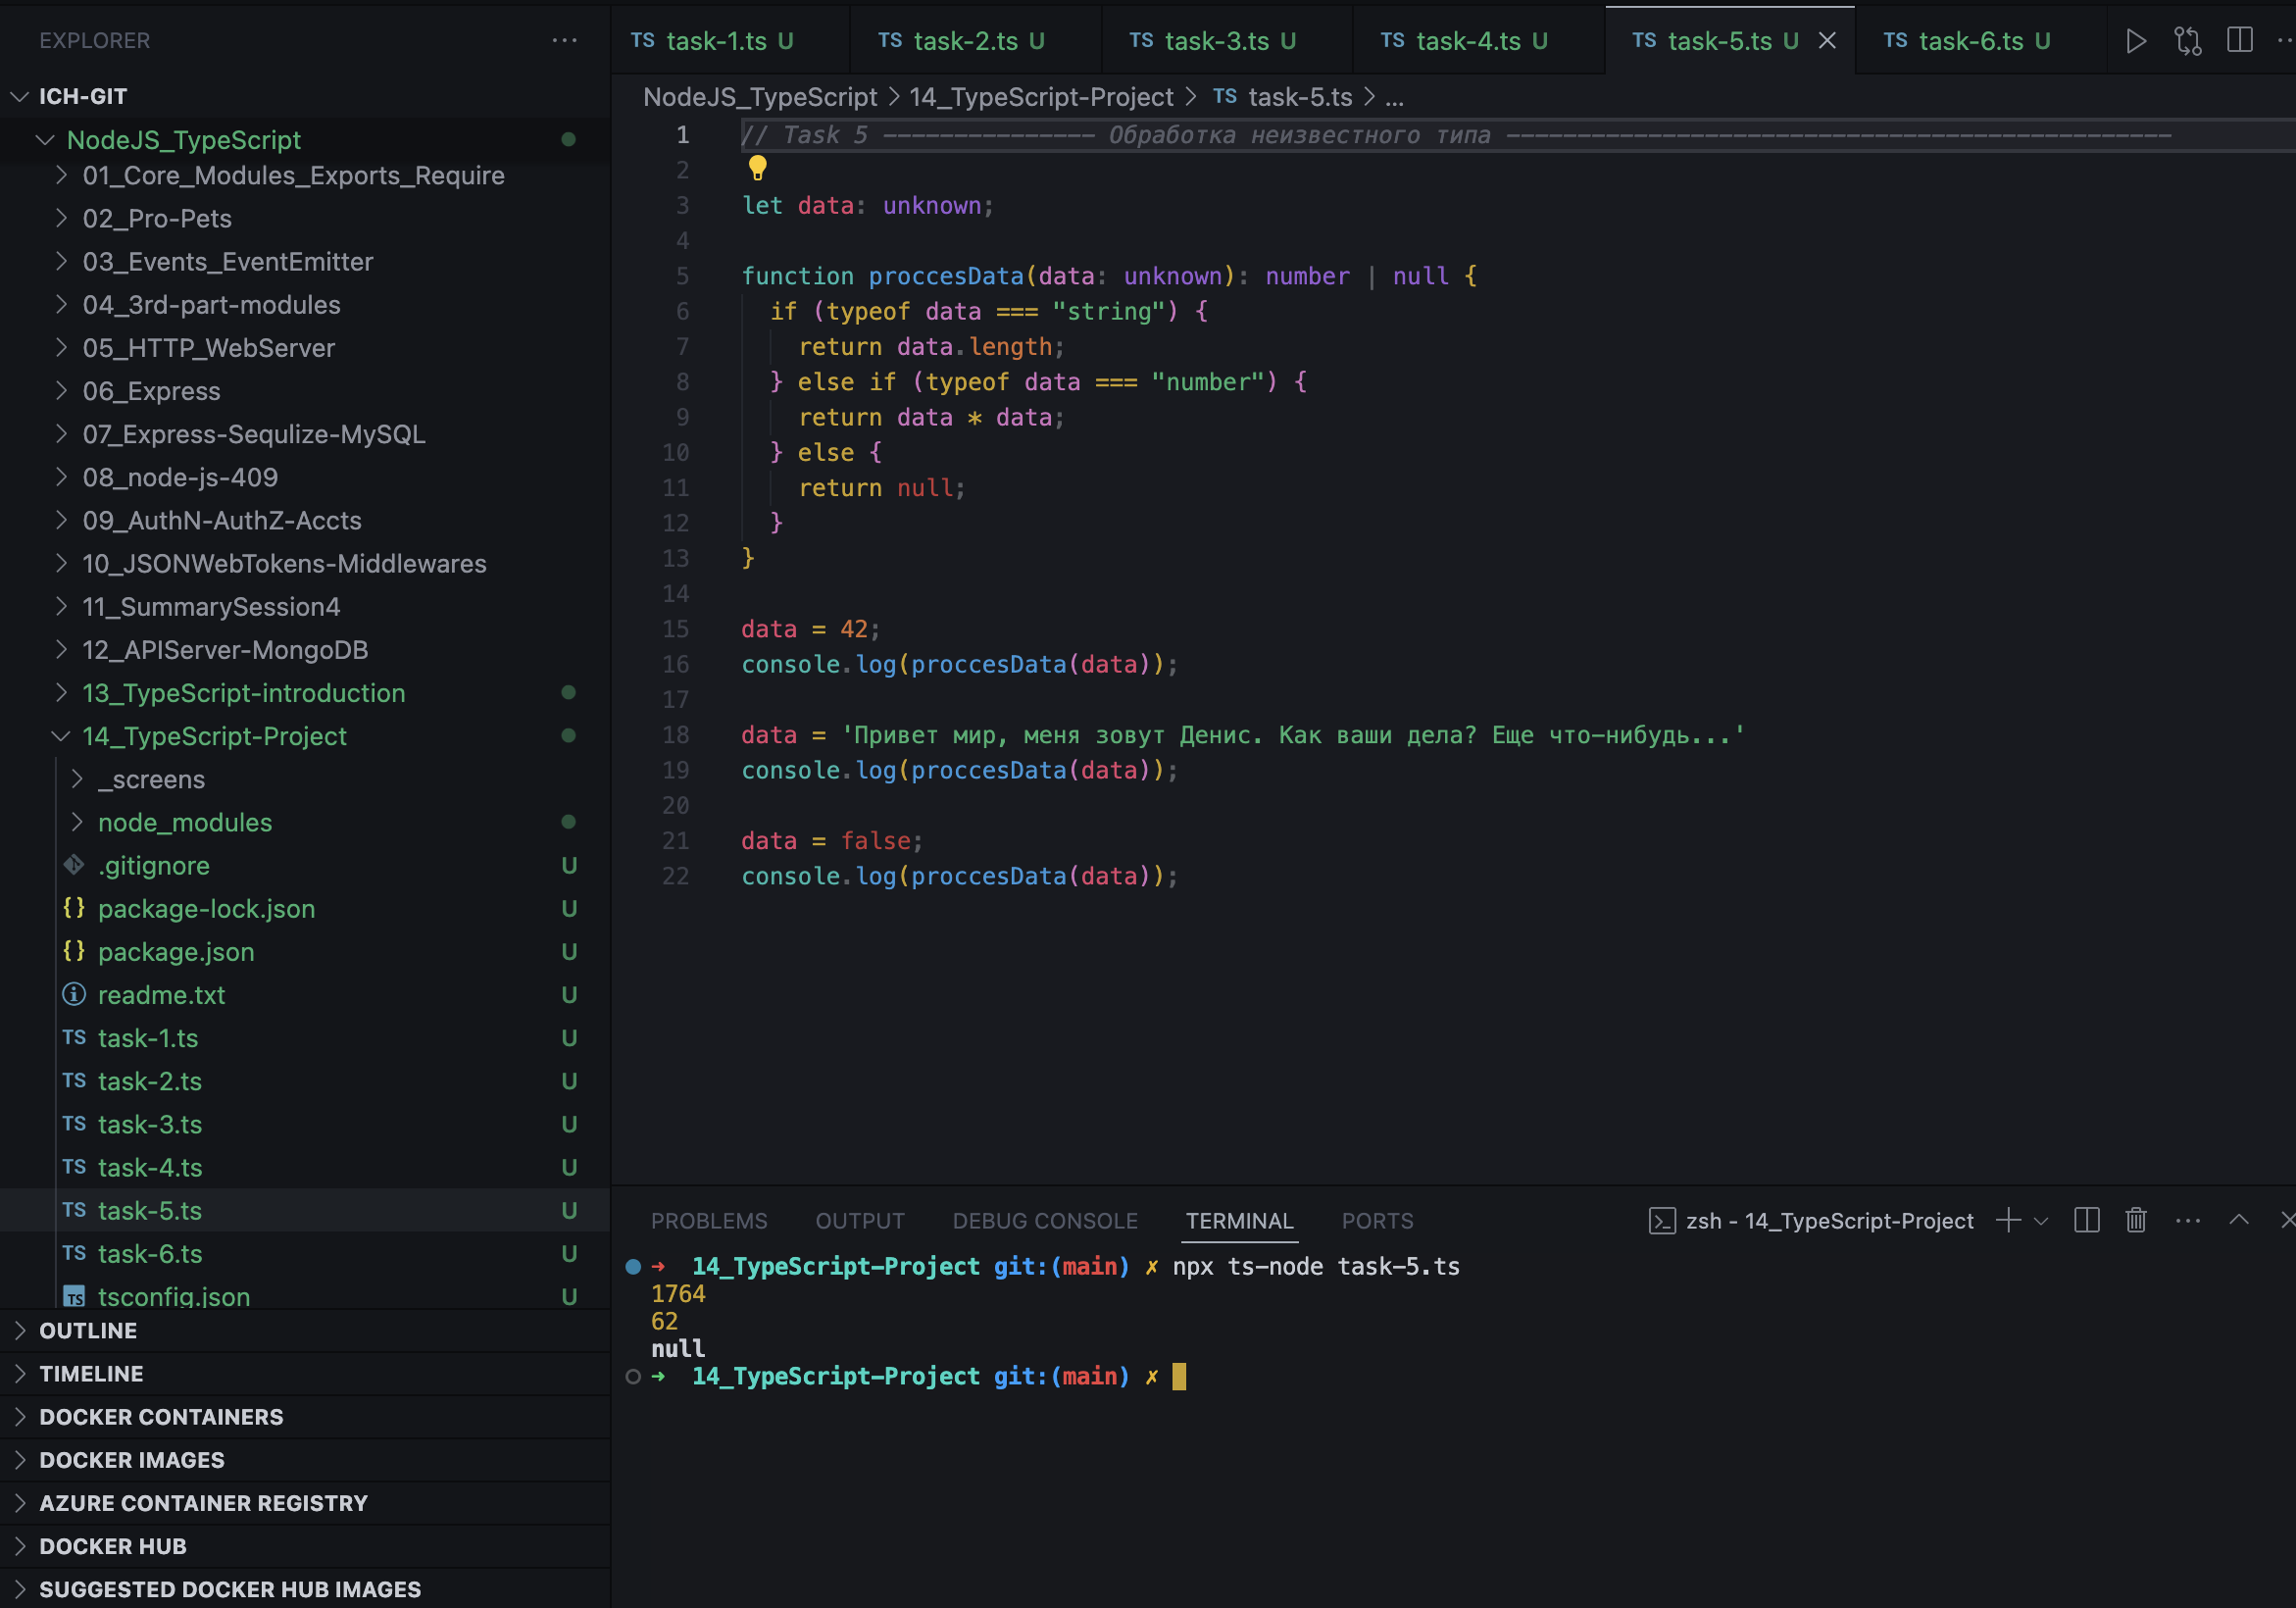 EXPLORER
ICH-GIT
NodeJS_TypeScript
01_Core_Modules_Exports_Require
02_Pro-Pets
03_Events_EventEmitter
04_3rd-part-modules
05_HTTP_WebServer
06_Express
07_Express-Sequlize-MySQL
08_node-js-409
09_AuthN-AuthZ-Accts
10_JSONWebTokens-Middlewares
11_SummarySession4
12_APIServer-MongoDB
13_TypeScript-introduction
14_TypeScript-Project
_screens
node_modules
.gitignore U
{} package-lock.json U
{} package.json U
readme.txt U
TS task-1.ts U
TS task-2.ts U
TS task-3.ts U
TS task-4.ts U
TS task-5.ts U
TS task-6.ts U
TS tsconfig.json U
OUTLINE
TIMELINE
DOCKER CONTAINERS
DOCKER IMAGES
AZURE CONTAINER REGISTRY
DOCKER HUB
SUGGESTED DOCKER HUB IMAGES
TS task-1.ts U TS task-2.ts U TS task-3.ts U TS task-4.ts U TS task-5.ts U TS task-6.ts U
NodeJS_TypeScript > 14_TypeScript-Project > TS task-5.ts > ...
1 // Task 5 --------------- Обработка неизвестного типа -----------------------------------------------
2
3 let data: unknown;
4
5 function proccesData(data: unknown): number | null {
6 if (typeof data === "string") {
7 return data.length;
8 } else if (typeof data === "number") {
9 return data * data;
10 } else {
11 return null;
12 }
13 }
14
15 data = 42;
16 console.log(proccesData(data));
17
18 data = 'Привет мир, меня зовут Денис. Как ваши дела? Еще что-нибудь...'
19 console.log(proccesData(data));
20
21 data = false;
22 console.log(proccesData(data));
PROBLEMS OUTPUT DEBUG CONSOLE TERMINAL PORTS zsh - 14_TypeScript-Project
➜ 14_TypeScript-Project git:(main) ✗ npx ts-node task-5.ts
1764
62
null
➜ 14_TypeScript-Project git:(main) ✗